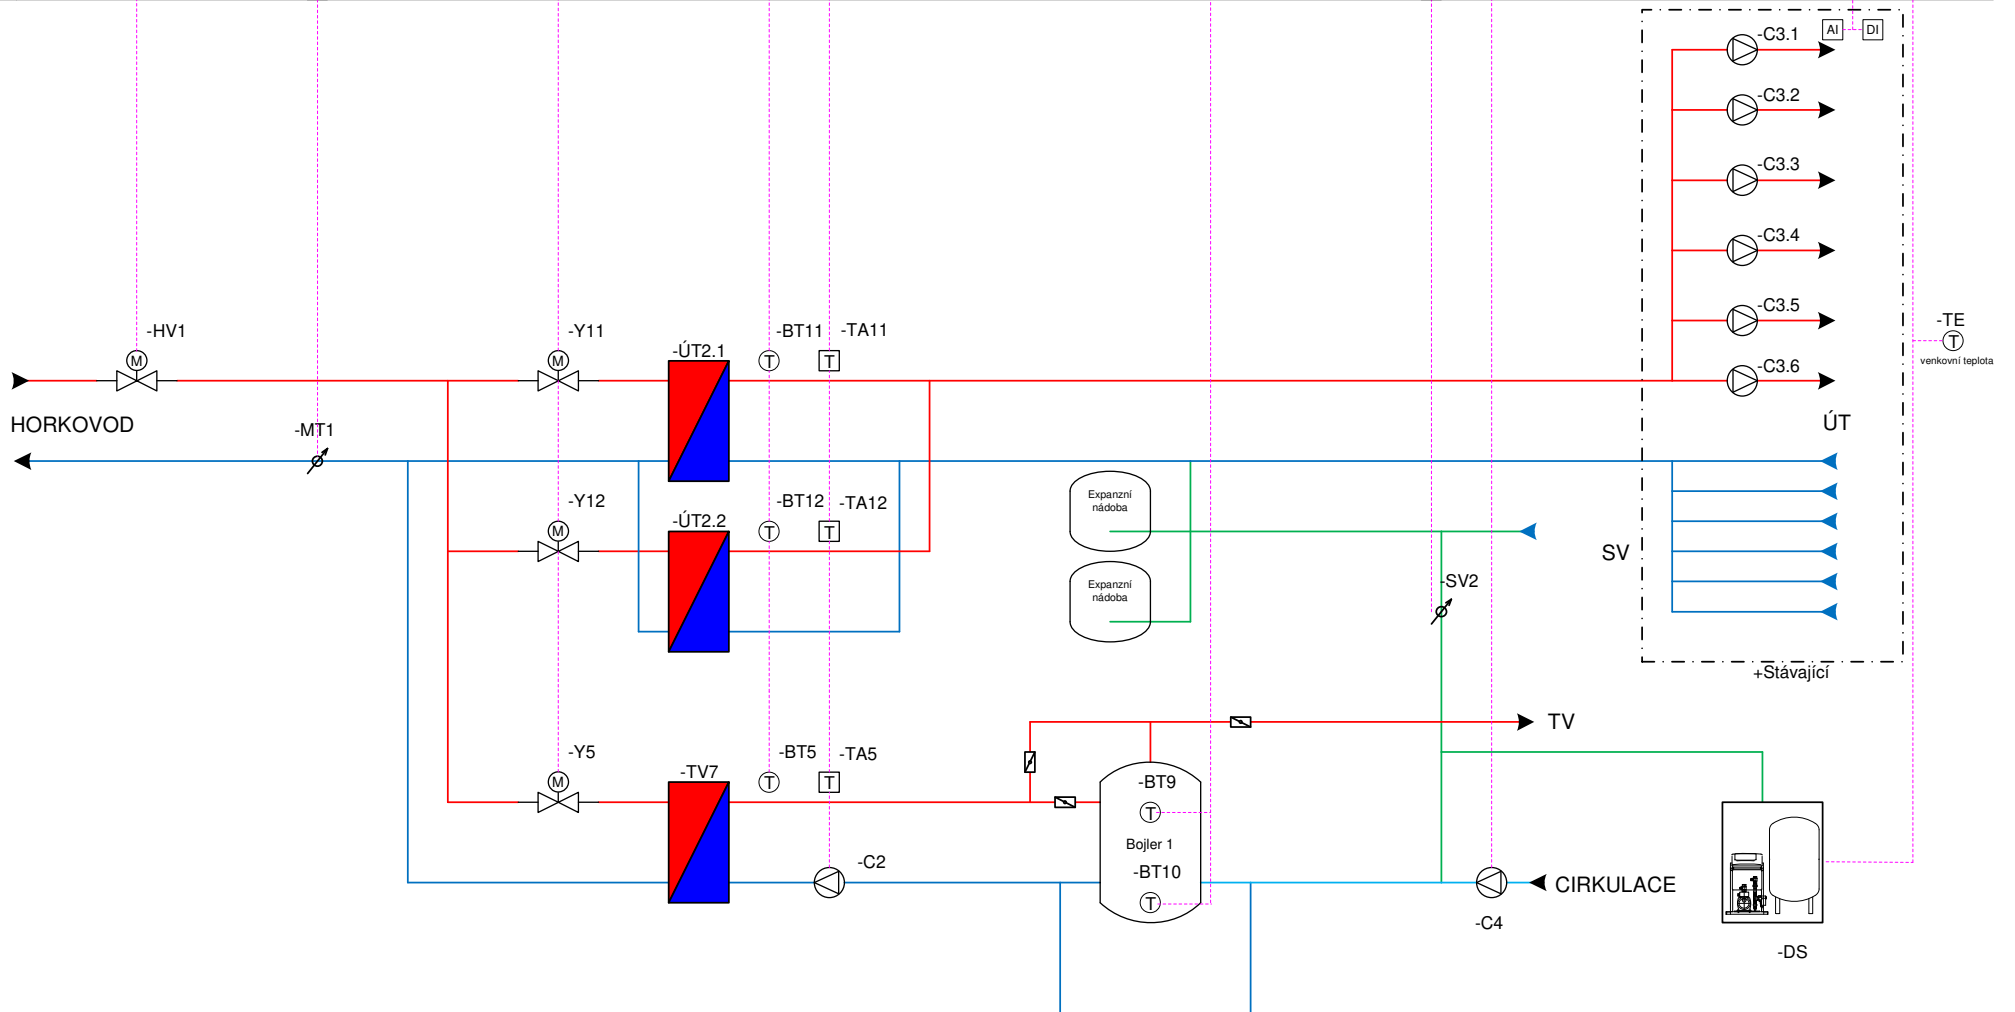 -C3.1
AI
DI
-C3.2
-C3.3
-C3.4
-C3.5
-TE
T
venkovní teplota
-HV1
M
-Y11
M
-ÚT2.1
-BT11
T
-TA11
T
-C3.6
HORKOVOD
-MT1
ÚT
-Y12
M
-ÚT2.2
-BT12
T
-TA12
T
Expanzní
nádoba
SV
Expanzní
nádoba
-SV2
+Stávající
TV
-Y5
M
-TV7
-BT5
T
-TA5
T
-BT9
T
Bojler 1
-BT10
T
-C2
CIRKULACE
-C4
-DS